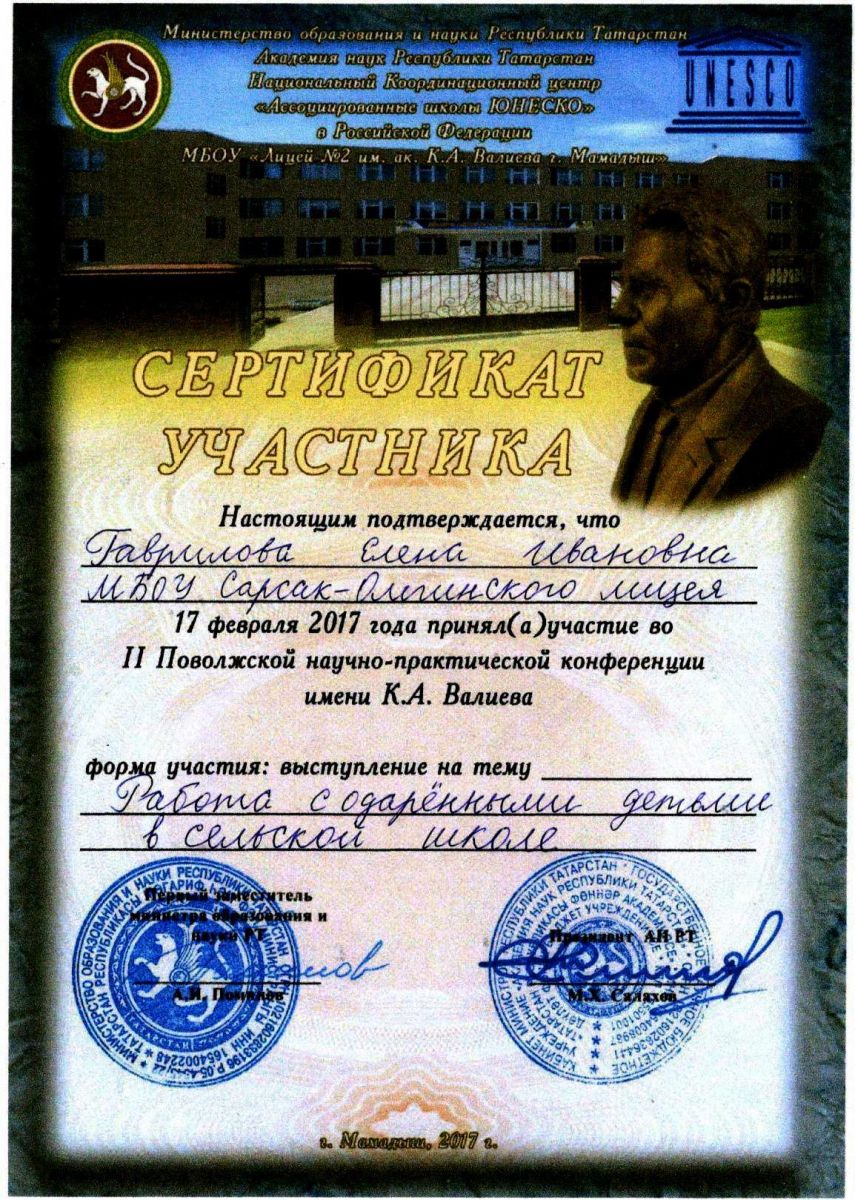 Министерство образования и науки Республики Татарстан
Академия наук Республики Татарстан
Национальный Координационный центр
«Ассоциированные школы ЮНЕСКО»
в Российской Федерации
МБОУ «Лицей №2 им. ак. К.А. Валиева г. Мамадыш»
UNESCO
СЕРТИФИКАТ
УЧАСТНИКА
Настоящим подтверждается, что
Гаврилова Елена Ивановна
МБОУ Сарсак-Омгинского лицея
17 февраля 2017 года принял(а)участие во
II Поволжской научно-практической конференции
имени К.А. Валиева
форма участия: выступление на тему
Работа с одарёнными детьми
в сельской школе
Первый заместитель
министра образования и
науки РТ
А.И. Поминов
Президент АН РТ
М.Х. Салахов
г. Мамадыш, 2017 г.